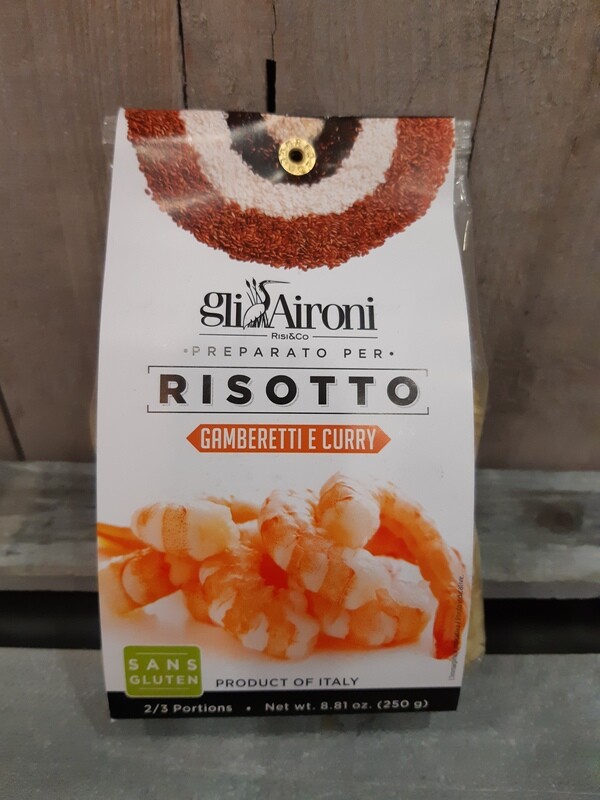 gli Aironi
RISI&CO
•PREPARATO PER•
RISOTTO
GAMBERETTI E CURRY
SANS
GLUTEN
PRODUCT OF ITALY
2/3 Portions • Net wt. 8.81 oz. (250 g)